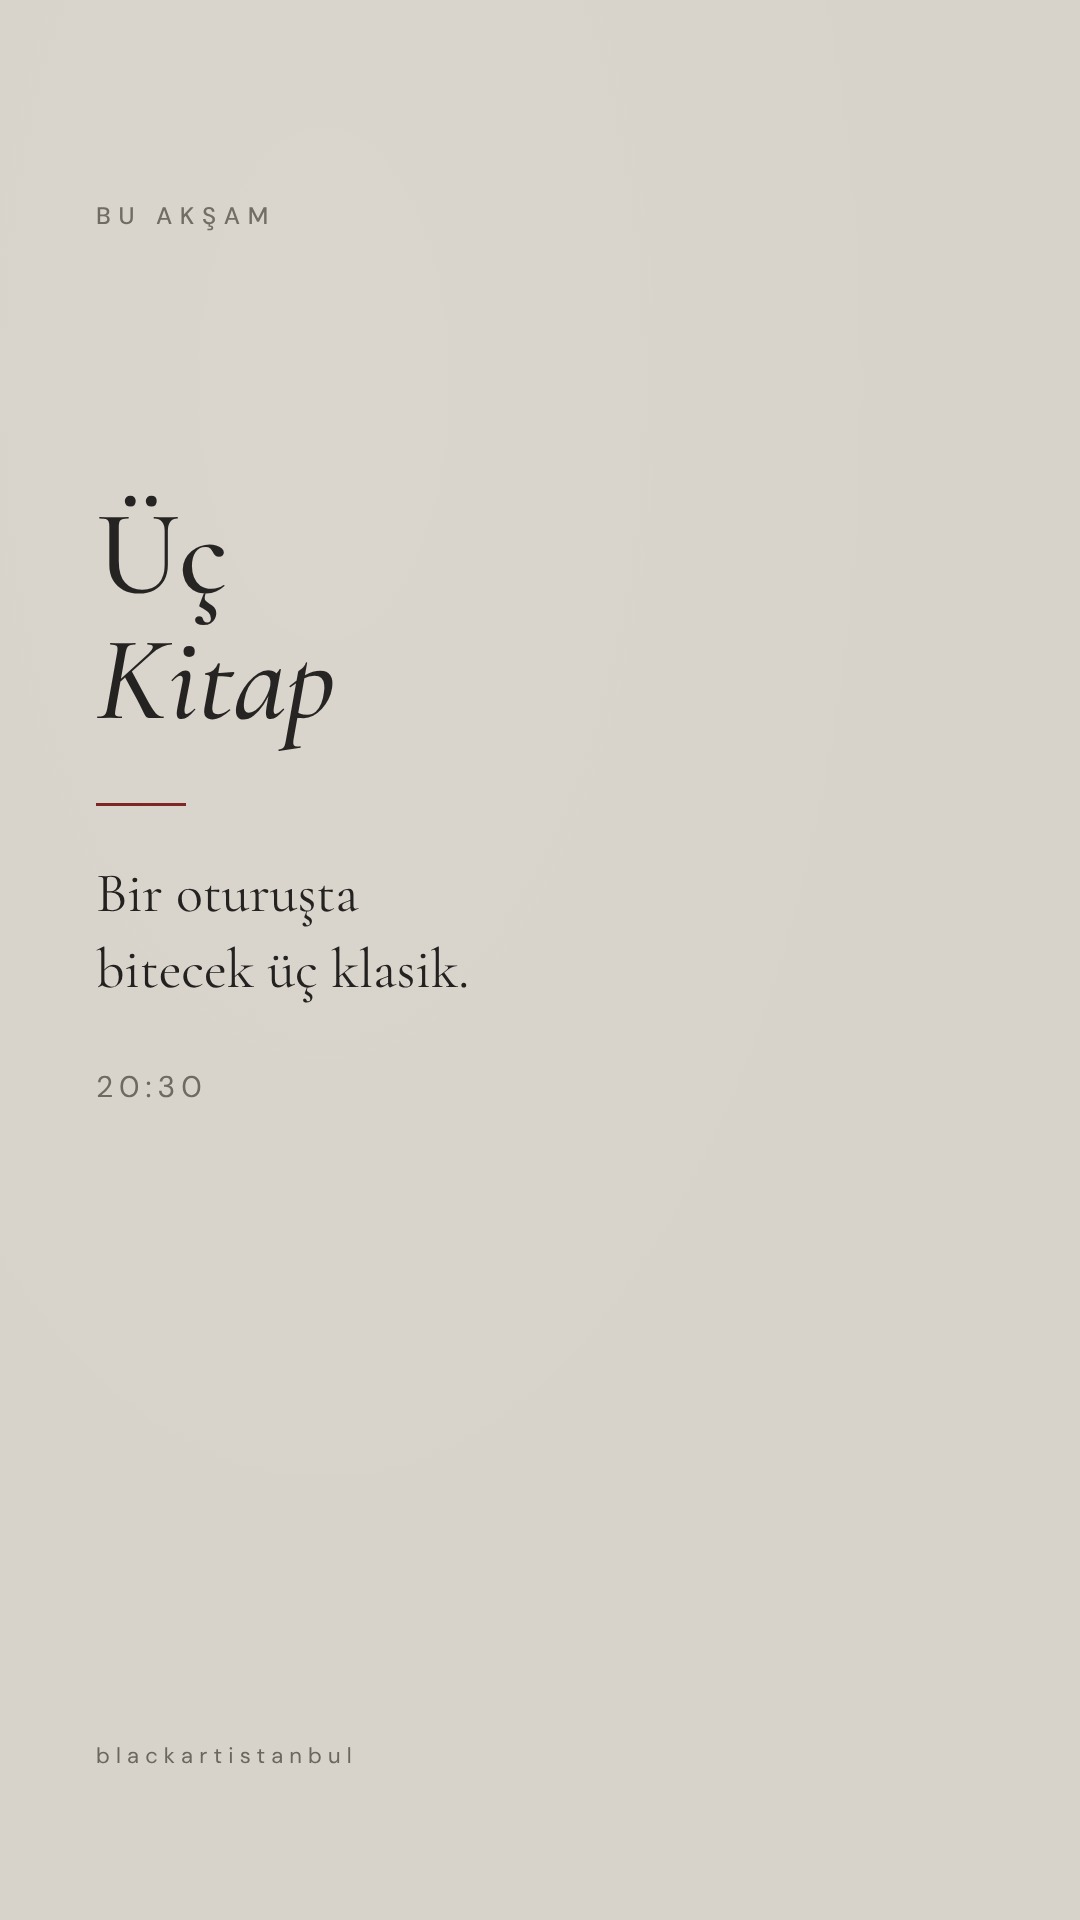 BU AKŞAM
Üç
Kitap
Bir oturuşta
bitecek üç klasik.
20:30
blackartistanbul